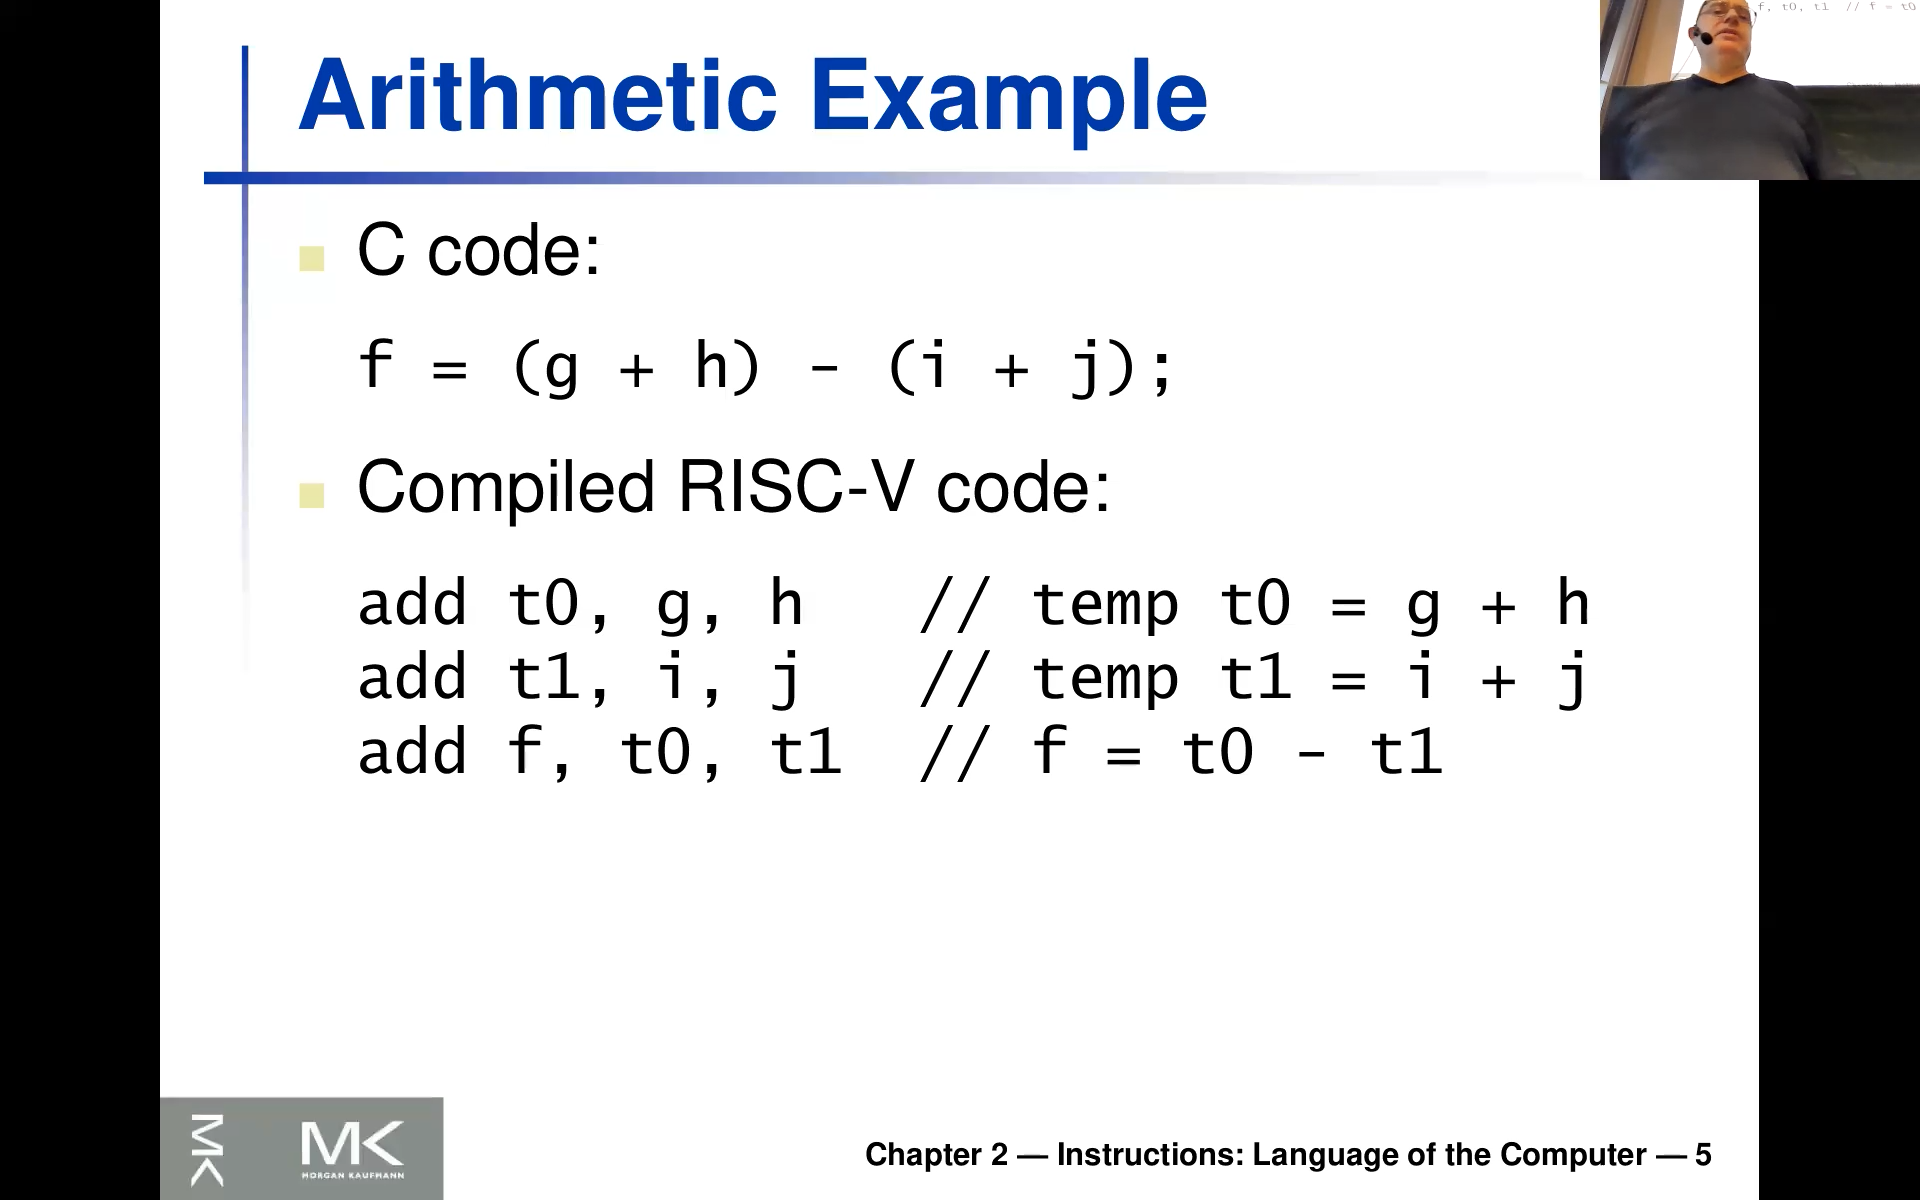 Arithmetic Example
f, t0, t1 // f = t0
C code:
f = (g + h) - (i + j);
Compiled RISC-V code:
add t0, g, h // temp t0 = g + h
add t1, i, j // temp t1 = i + j
add f, t0, t1 // f = t0 - t1
MK
MK
MORGAN KAUFMANN
Chapter 2 — Instructions: Language of the Computer — 5